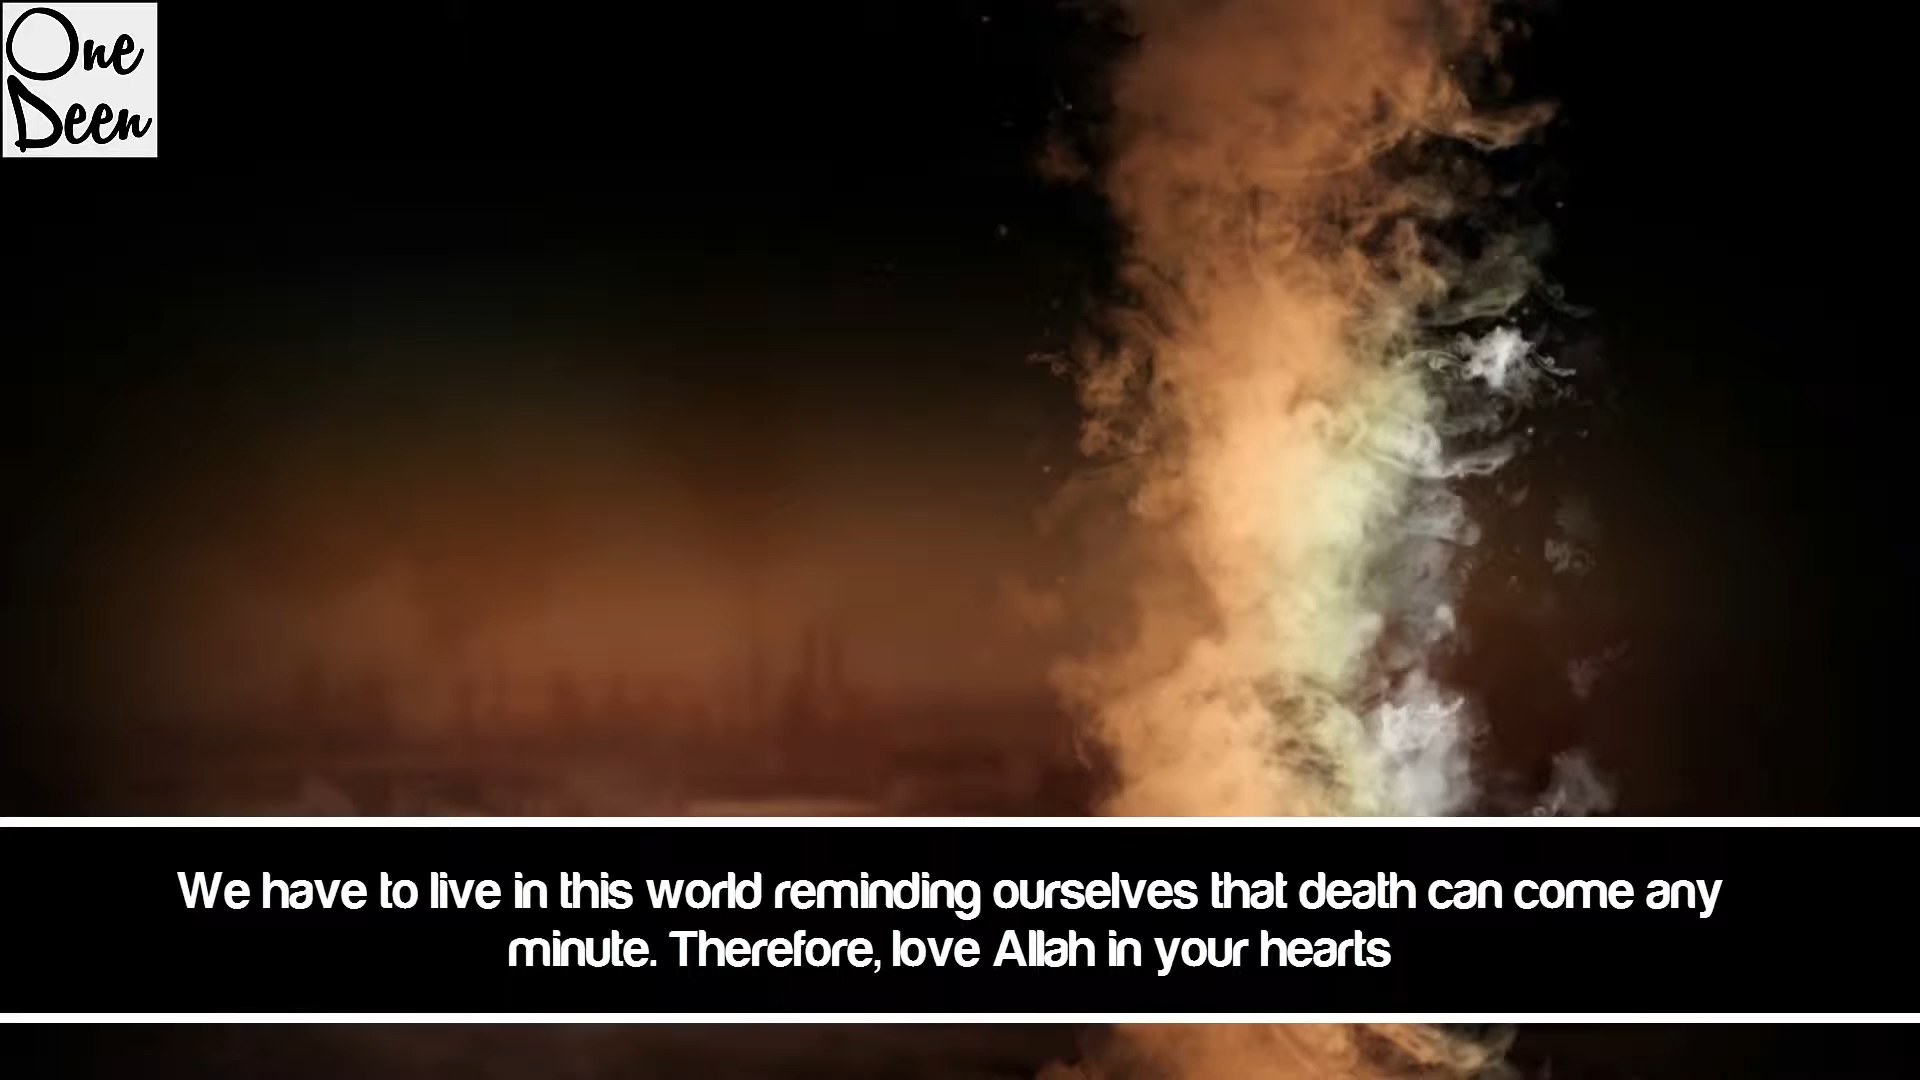 One
Deen
We have to live in this world reminding ourselves that death can come any
minute. Therefore, love Allah in your hearts